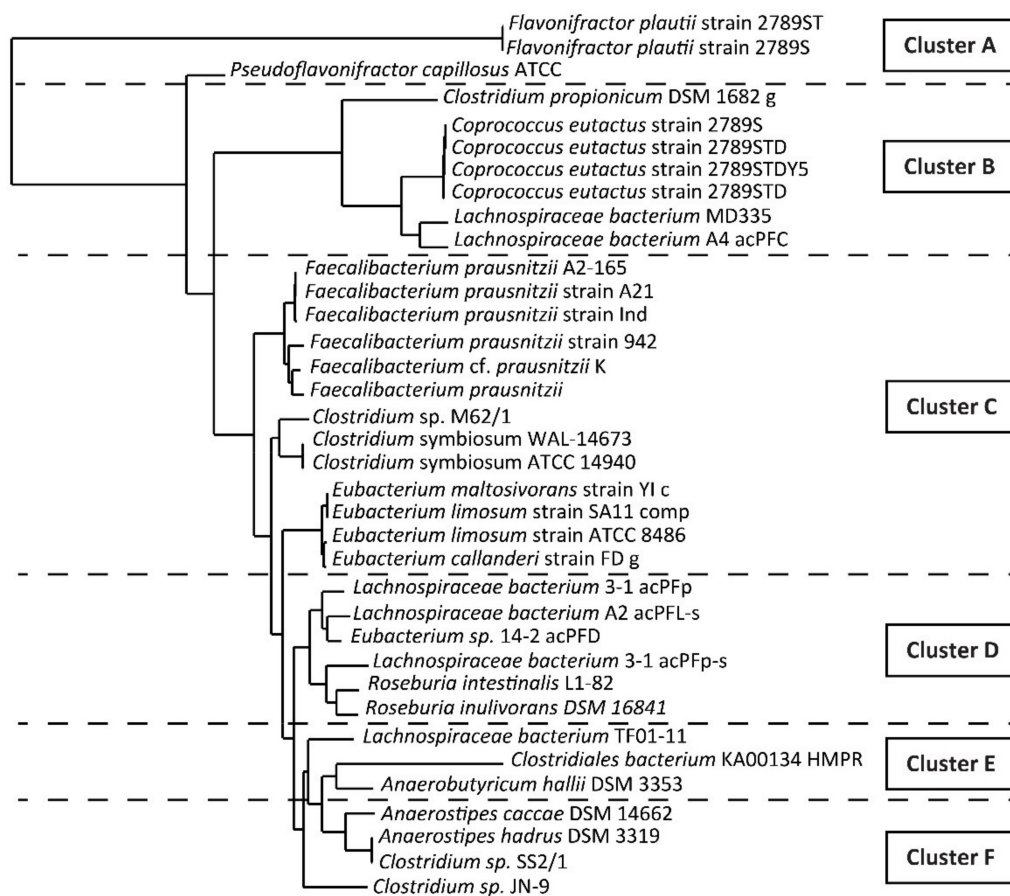 Flavonifractor plautii strain 2789ST
Flavonifractor plautii strain 2789S
Cluster A
Pseudoflavonifractor capillosus ATCC
Clostridium propionicum DSM 1682 g
Coprococcus eutactus strain 2789S
Coprococcus eutactus strain 2789STD
Coprococcus eutactus strain 2789STDY5
Cluster B
Coprococcus eutactus strain 2789STD
Lachnospiraceae bacterium MD335
Lachnospiraceae bacterium A4 acPFC
Faecalibacterium prausnitzii A2-165
Faecalibacterium prausnitzii strain A21
Faecalibacterium prausnitzii strain Ind
Faecalibacterium prausnitzii strain 942
Faecalibacterium cf. prausnitzii K
Faecalibacterium prausnitzii
Cluster C
Clostridium sp. M62/1
Clostridium symbiosum WAL-14673
Clostridium symbiosum ATCC 14940
Eubacterium maltosivorans strain YI c
Eubacterium limosum strain SA11 comp
Eubacterium limosum strain ATCC 8486
Eubacterium callanderi strain FD g
Lachnospiraceae bacterium 3-1 acPFp
Lachnospiraceae bacterium A2 acPFL-s
Eubacterium sp. 14-2 acPFD
Cluster D
Lachnospiraceae bacterium 3-1 acPFp-s
Roseburia intestinalis L1-82
Roseburia inulivorans DSM 16841
Lachnospiraceae bacterium TF01-11
Clostridiales bacterium KA00134 HMPR
Cluster E
Anaerobutyricum hallii DSM 3353
Anaerostipes caccae DSM 14662
Anaerostipes hadrus DSM 3319
Clostridium sp. SS2/1
Cluster F
Clostridium sp. JN-9